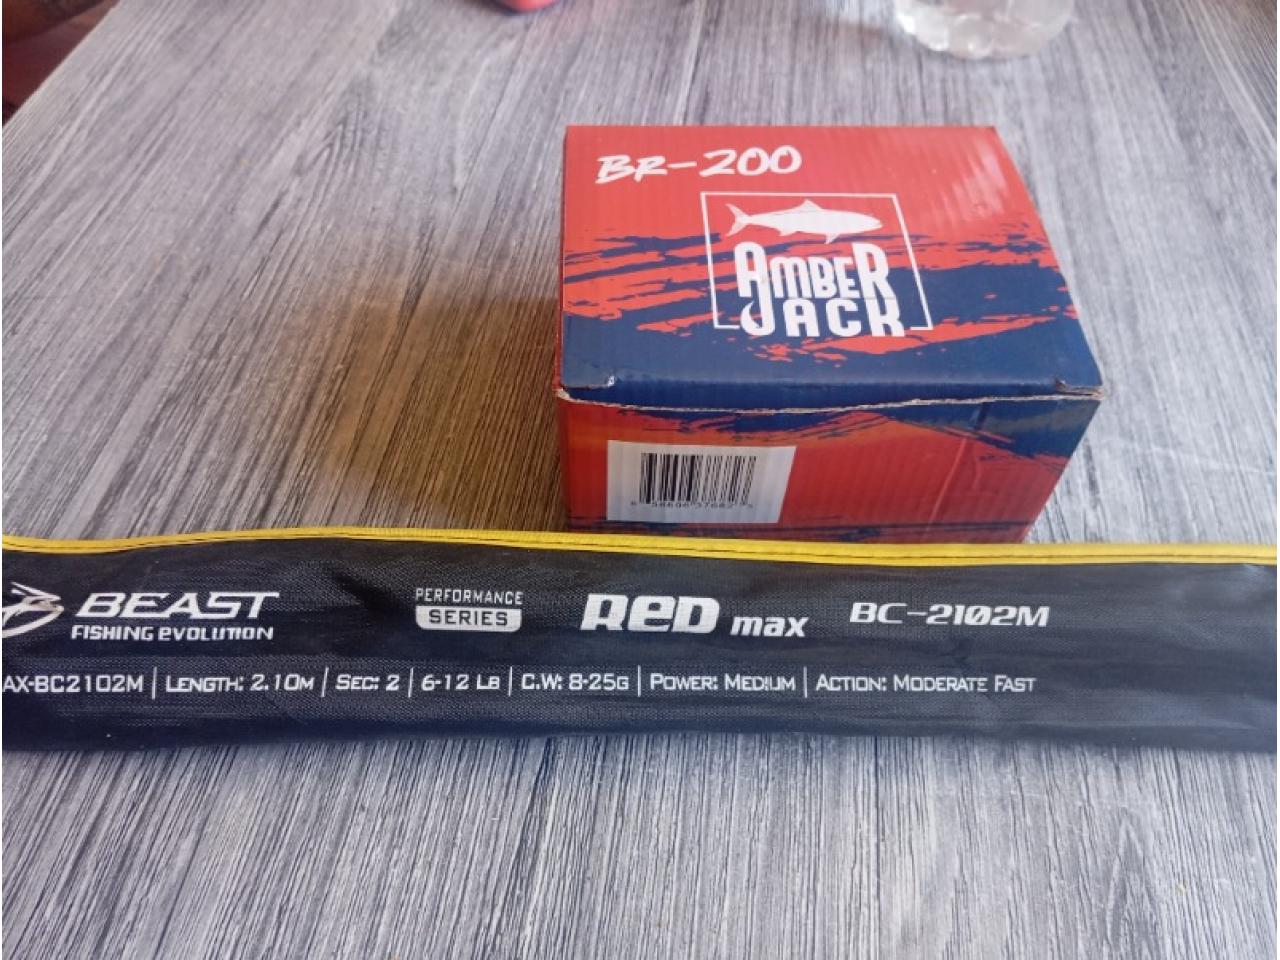 BR-200
AMBER
JACK
BEAST
FISHING EVOLUTION
PERFORMANCE
SERIES
RED max
BC-2102M
AX-BC2102M | LENGTH: 2.10M | SEC: 2 | 6-12 LB | C.W: 8-25G | POWER: MEDIUM | ACTION: MODERATE FAST